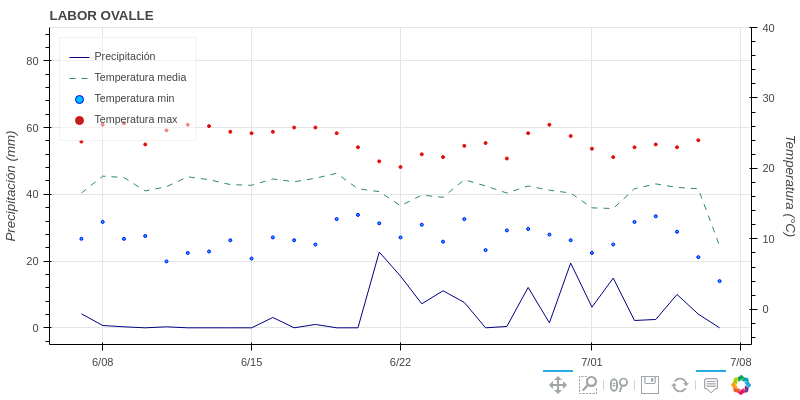 LABOR OVALLE
Precipitación
Temperatura media
Temperatura min
Temperatura max
Precipitación (mm)
80
60
40
20
0
Temperatura (°C)
40
30
20
10
0
6/08
6/15
6/22
7/01
7/08